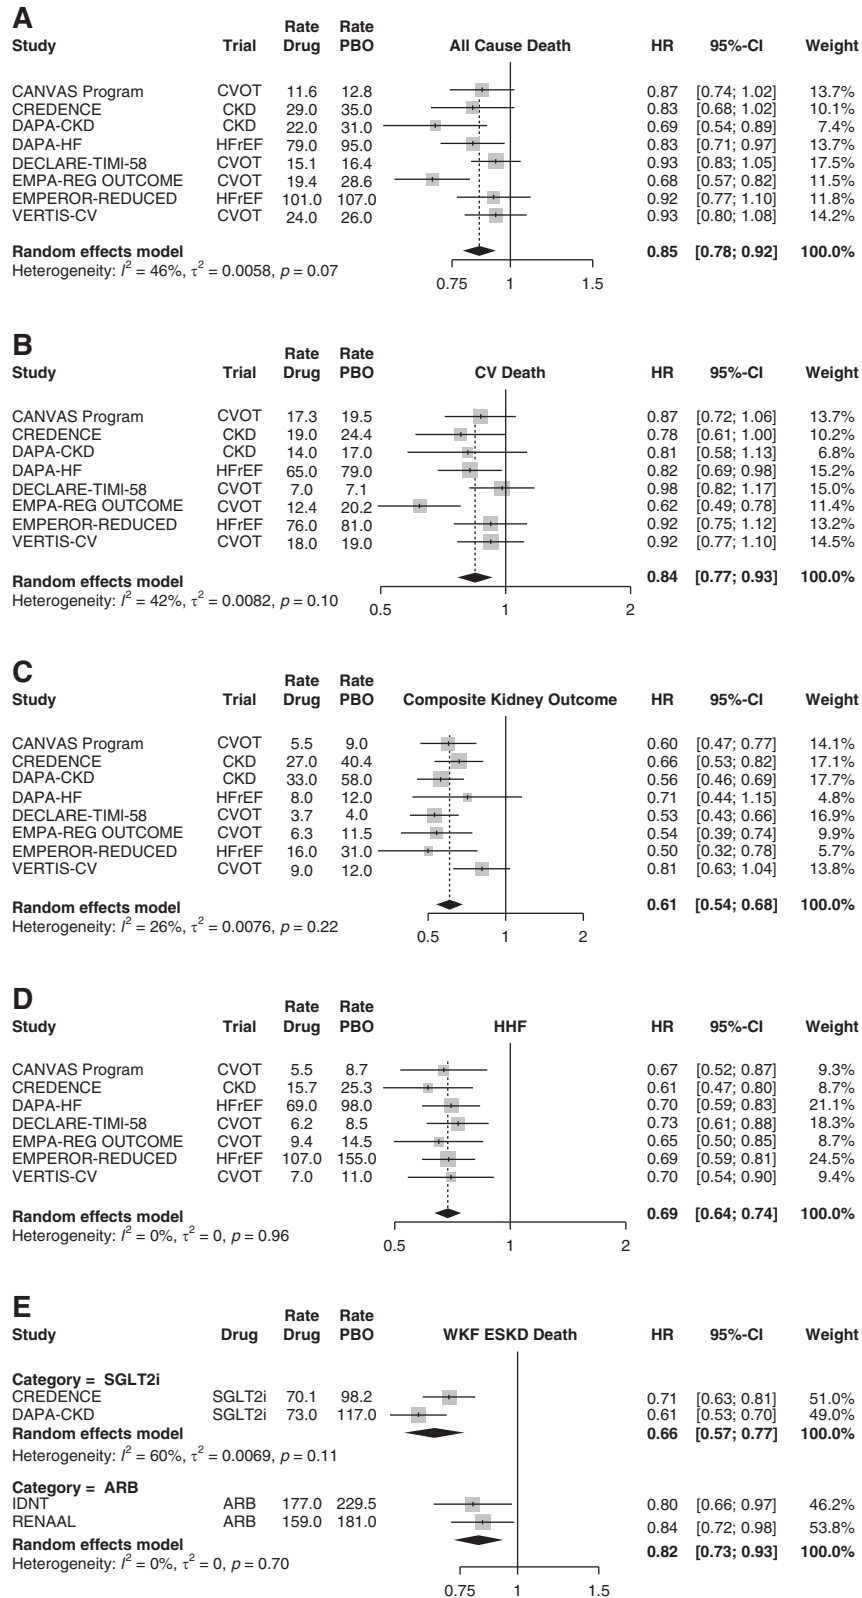 A
Rate Rate
Study Trial Drug PBO All Cause Death HR 95%-CI Weight
CANVAS Program CVOT 11.6 12.8 0.87 [0.74; 1.02] 13.7%
CREDENCE CKD 29.0 35.0 0.83 [0.68; 1.02] 10.1%
DAPA-CKD CKD 22.0 31.0 0.69 [0.54; 0.89] 7.4%
DAPA-HF HFrEF 79.0 95.0 0.83 [0.71; 0.97] 13.7%
DECLARE-TIMI-58 CVOT 15.1 16.4 0.93 [0.83; 1.05] 17.5%
EMPA-REG OUTCOME CVOT 19.4 28.6 0.68 [0.57; 0.82] 11.5%
EMPEROR-REDUCED HFrEF 101.0 107.0 0.92 [0.77; 1.10] 11.8%
VERTIS-CV CVOT 24.0 26.0 0.93 [0.80; 1.08] 14.2%
Random effects model 0.85 [0.78; 0.92] 100.0%
Heterogeneity: I² = 46%, τ² = 0.0058, p = 0.07
0.75 1 1.5
B
Rate Rate
Study Trial Drug PBO CV Death HR 95%-CI Weight
CANVAS Program CVOT 17.3 19.5 0.87 [0.72; 1.06] 13.7%
CREDENCE CKD 19.0 24.4 0.78 [0.61; 1.00] 10.2%
DAPA-CKD CKD 14.0 17.0 0.81 [0.58; 1.13] 6.8%
DAPA-HF HFrEF 65.0 79.0 0.82 [0.69; 0.98] 15.2%
DECLARE-TIMI-58 CVOT 7.0 7.1 0.98 [0.82; 1.17] 15.0%
EMPA-REG OUTCOME CVOT 12.4 20.2 0.62 [0.49; 0.78] 11.4%
EMPEROR-REDUCED HFrEF 76.0 81.0 0.92 [0.75; 1.12] 13.2%
VERTIS-CV CVOT 18.0 19.0 0.92 [0.77; 1.10] 14.5%
Random effects model 0.84 [0.77; 0.93] 100.0%
Heterogeneity: I² = 42%, τ² = 0.0082, p = 0.10
0.5 1 2
C
Rate Rate
Study Trial Drug PBO Composite Kidney Outcome HR 95%-CI Weight
CANVAS Program CVOT 5.5 9.0 0.60 [0.47; 0.77] 14.1%
CREDENCE CKD 27.0 40.4 0.66 [0.53; 0.82] 17.1%
DAPA-CKD CKD 33.0 58.0 0.56 [0.46; 0.69] 17.7%
DAPA-HF HFrEF 8.0 12.0 0.71 [0.44; 1.15] 4.8%
DECLARE-TIMI-58 CVOT 3.7 4.0 0.53 [0.43; 0.66] 16.9%
EMPA-REG OUTCOME CVOT 6.3 11.5 0.54 [0.39; 0.74] 9.9%
EMPEROR-REDUCED HFrEF 16.0 31.0 0.50 [0.32; 0.78] 5.7%
VERTIS-CV CVOT 9.0 12.0 0.81 [0.63; 1.04] 13.8%
Random effects model 0.61 [0.54; 0.68] 100.0%
Heterogeneity: I² = 26%, τ² = 0.0076, p = 0.22
0.5 1 2
D
Rate Rate
Study Trial Drug PBO HHF HR 95%-CI Weight
CANVAS Program CVOT 5.5 8.7 0.67 [0.52; 0.87] 9.3%
CREDENCE CKD 15.7 25.3 0.61 [0.47; 0.80] 8.7%
DAPA-HF HFrEF 69.0 98.0 0.70 [0.59; 0.83] 21.1%
DECLARE-TIMI-58 CVOT 6.2 8.5 0.73 [0.61; 0.88] 18.3%
EMPA-REG OUTCOME CVOT 9.4 14.5 0.65 [0.50; 0.85] 8.7%
EMPEROR-REDUCED HFrEF 107.0 155.0 0.69 [0.59; 0.81] 24.5%
VERTIS-CV CVOT 7.0 11.0 0.70 [0.54; 0.90] 9.4%
Random effects model 0.69 [0.64; 0.74] 100.0%
Heterogeneity: I² = 0%, τ² = 0, p = 0.96
0.5 1 2
E
Rate Rate
Study Drug Drug PBO WKF ESKD Death HR 95%-CI Weight
Category = SGLT2i
CREDENCE SGLT2i 70.1 98.2 0.71 [0.63; 0.81] 51.0%
DAPA-CKD SGLT2i 73.0 117.0 0.61 [0.53; 0.70] 49.0%
Random effects model 0.66 [0.57; 0.77] 100.0%
Heterogeneity: I² = 60%, τ² = 0.0069, p = 0.11
Category = ARB
IDNT ARB 177.0 229.5 0.80 [0.66; 0.97] 46.2%
RENAAL ARB 159.0 181.0 0.84 [0.72; 0.98] 53.8%
Random effects model 0.82 [0.73; 0.93] 100.0%
Heterogeneity: I² = 0%, τ² = 0, p = 0.70
0.75 1 1.5